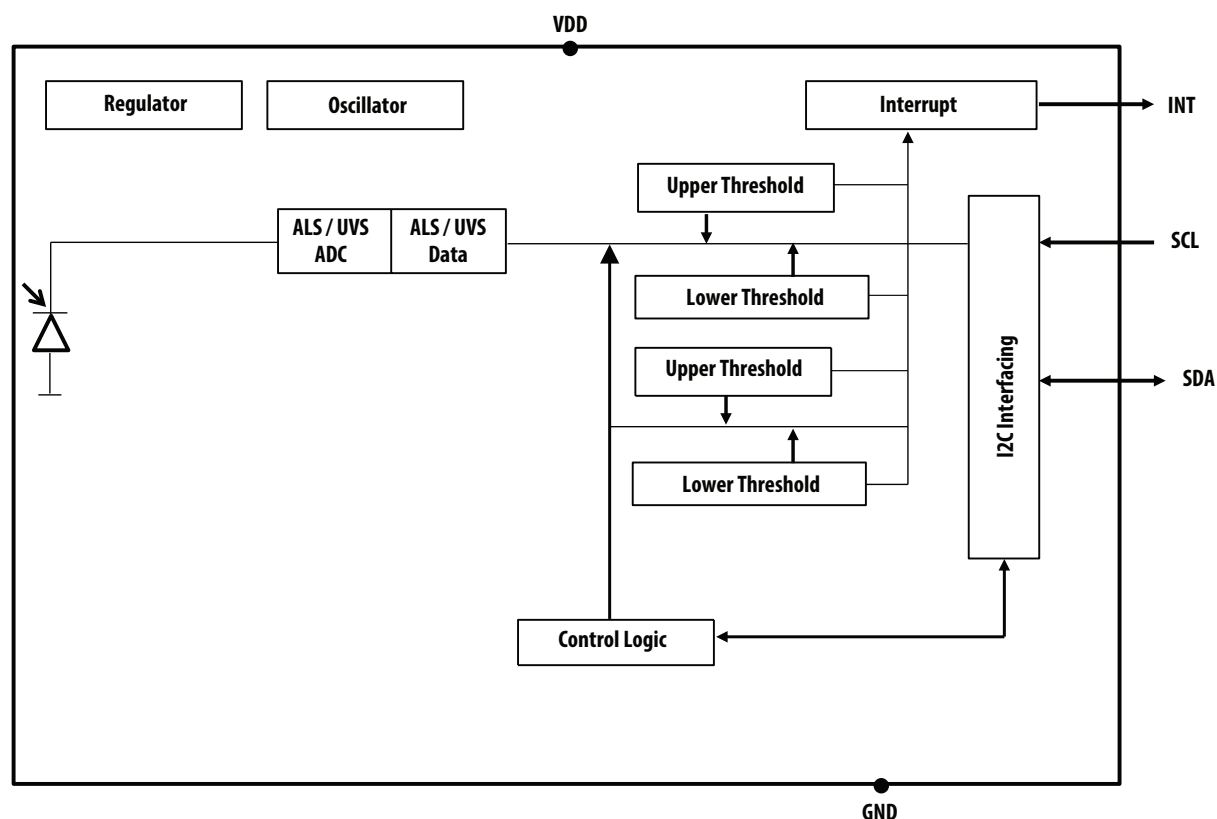 VDD
Regulator
Oscillator
Interrupt
INT
Upper Threshold
ALS / UVS
ADC
ALS / UVS
Data
SCL
Lower Threshold
Upper Threshold
SDA
I2C Interfacing
Lower Threshold
Control Logic
GND